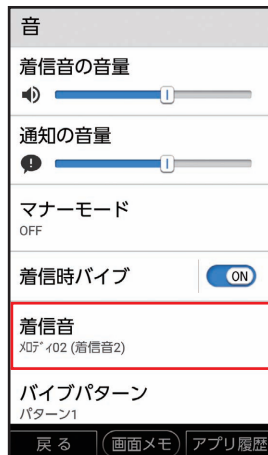 音
着信音の音量
通知の音量
マナーモード
OFF
着信時バイブ
ON
着信音
ﾒﾛﾃﾞｨ02 (着信音2)
バイブパターン
パターン1
戻る 画面メモ アプリ履歴